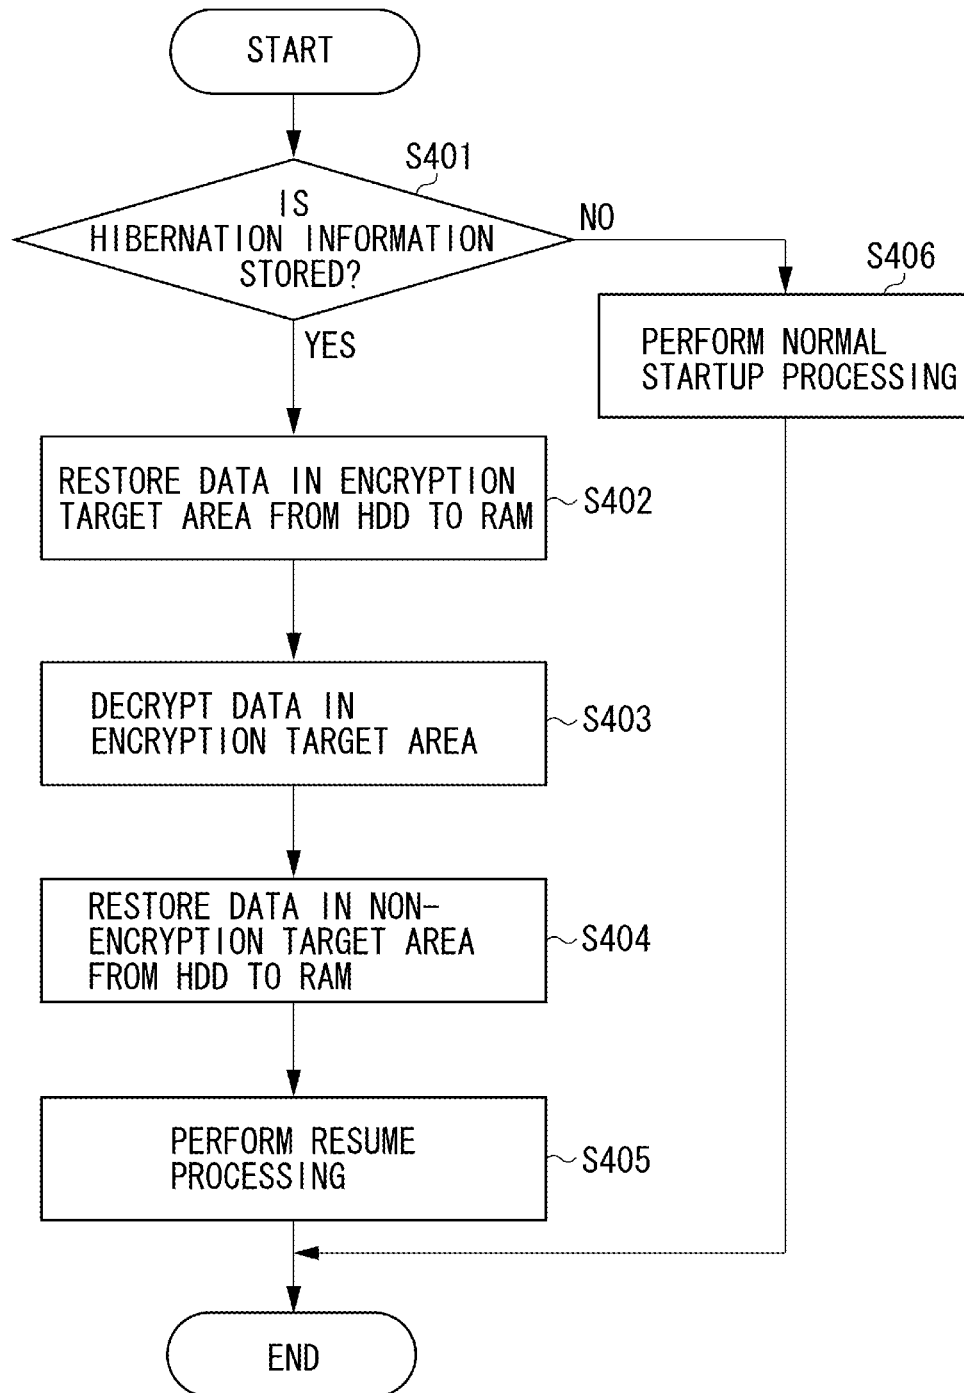 START
S401
IS
HIBERNATION INFORMATION
STORED?
NO
S406
PERFORM NORMAL
STARTUP PROCESSING
YES
RESTORE DATA IN ENCRYPTION
TARGET AREA FROM HDD TO RAM
S402
DECRYPT DATA IN
ENCRYPTION TARGET AREA
S403
RESTORE DATA IN NON-
ENCRYPTION TARGET AREA
FROM HDD TO RAM
S404
PERFORM RESUME
PROCESSING
S405
END